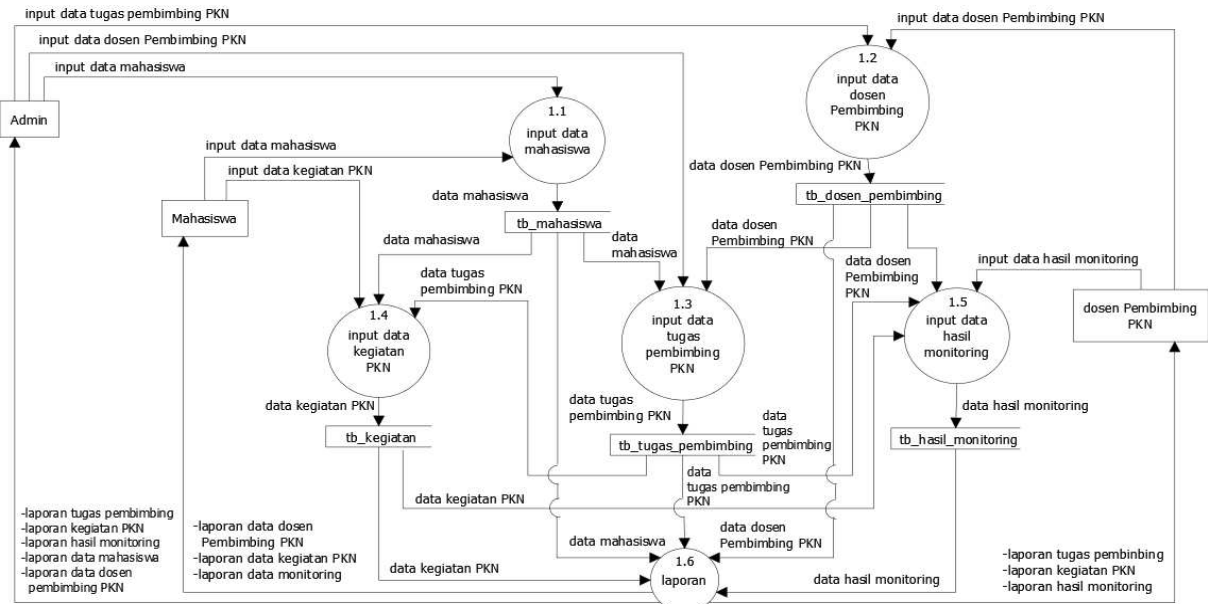 input data tugas pembimbing PKN
input data dosen Pembimbing PKN
input data mahasiswa
Admin
input data dosen Pembimbing PKN
1.2
input data
dosen
Pembimbing
PKN
1.1
input data
mahasiswa
input data mahasiswa
input data kegiatan PKN
Mahasiswa
data mahasiswa
tb_mahasiswa
data dosen Pembimbing PKN
tb_dosen_pembimbing
data mahasiswa
data
mahasiswa
data dosen
Pembimbing PKN
data dosen
Pembimbing
PKN
input data hasil monitoring
dosen Pembimbing
PKN
data tugas
pembimbing PKN
1.4
input data
kegiatan
PKN
1.3
input data
tugas
pembimbing
PKN
1.5
input data
hasil
monitoring
data kegiatan PKN
tb_kegiatan
data tugas
pembimbing PKN
tb_tugas_pembimbing
data
tugas
pembimbing
PKN
data hasil monitoring
tb_hasil_monitoring
data kegiatan PKN
data
tugas pembimbing
PKN
-laporan tugas pembimbing
-laporan kegiatan PKN
-laporan hasil monitoring
-laporan data mahasiswa
-laporan data dosen
pembimbing PKN
-laporan data dosen
Pembimbing PKN
-laporan data kegiatan PKN
-laporan data monitoring
data mahasiswa
data dosen
Pembimbing PKN
data kegiatan PKN
1.6
laporan
data hasil monitoring
-laporan tugas pembinbing
-laporan kegiatan PKN
-laporan hasil monitoring